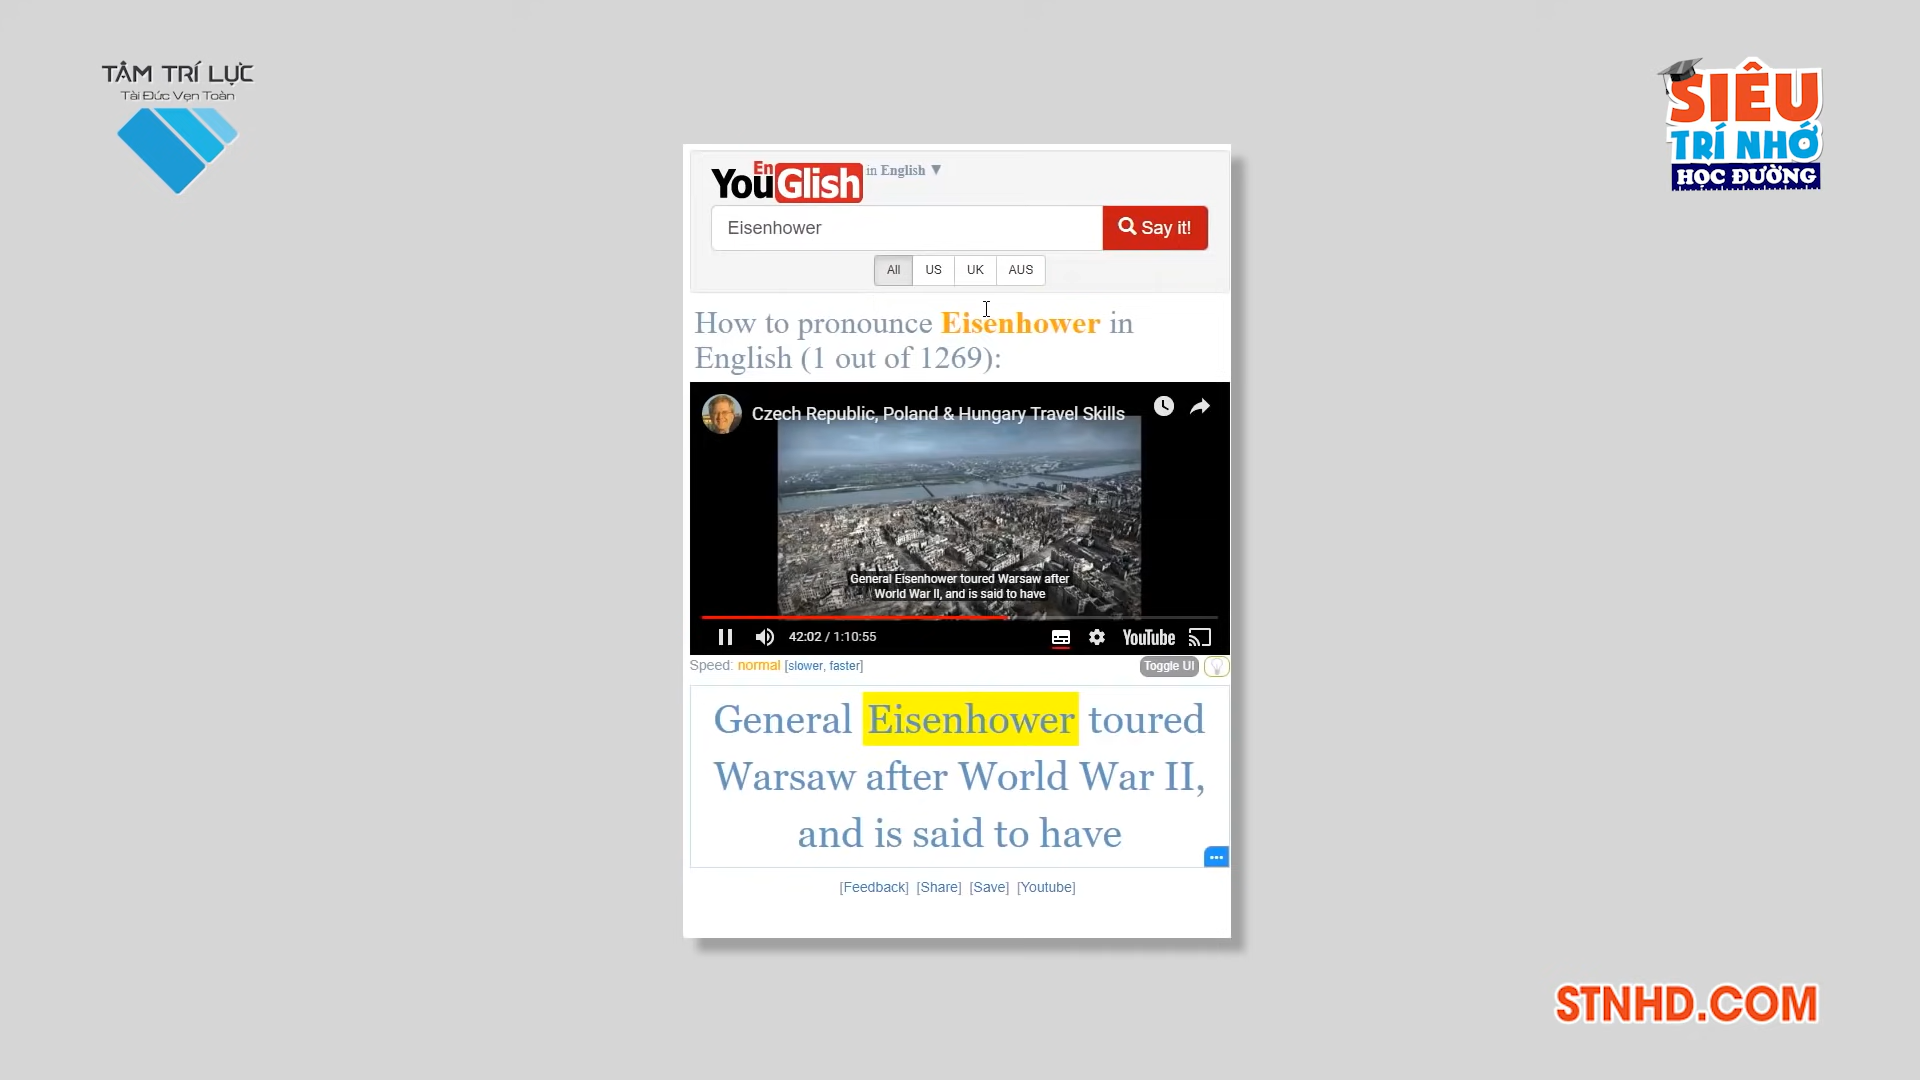 TÂM TRÍ LỰC
Tài Đức Vẹn Toàn
SIÊU
TRÍ NHỚ
HỌC ĐƯỜNG
YouGlish
En
in English ▼
Eisenhower
Say it!
All US UK AUS
How to pronounce Eisenhower in
English (1 out of 1269):
Czech Republic, Poland & Hungary Travel Skills
General Eisenhower toured Warsaw after
World War II, and is said to have
42:02 / 1:10:55
YouTube
Speed: normal [slower, faster]
Toggle UI
General Eisenhower toured
Warsaw after World War II,
and is said to have
[Feedback] [Share] [Save] [Youtube]
STNHD.COM